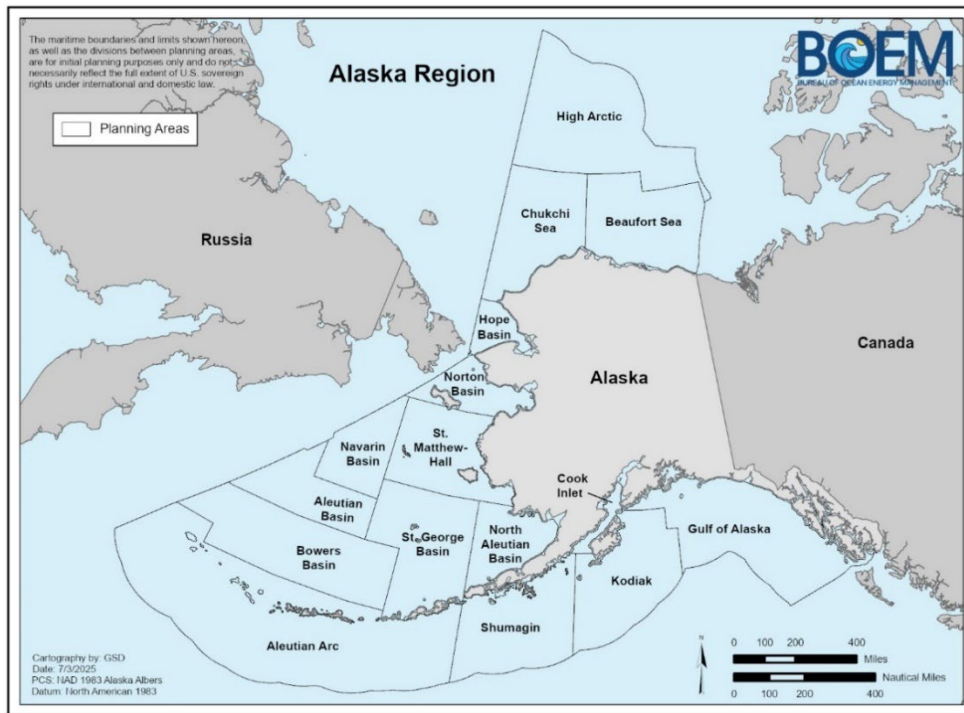 The maritime boundaries and limits shown hereon,
as well as the divisions between planning areas,
are for initial planning purposes only and do not
necessarily reflect the full extent of U.S. sovereign
rights under international and domestic law.
Alaska Region
BOEM
BUREAU OF OCEAN ENERGY MANAGEMENT
Planning Areas
High Arctic
Chukchi
Sea
Beaufort Sea
Russia
Hope
Basin
Canada
Alaska
Norton
Basin
St.
Matthew-
Hall
Navarin
Basin
Cook
Inlet
Aleutian
Basin
St. George
Basin
North
Aleutian
Basin
Gulf of Alaska
Bowers
Basin
Kodiak
Shumagin
Aleutian Arc
Cartography by: GSD
Date: 7/3/2025
PCS: NAD 1983 Alaska Albers
Datum: North American 1983
N
0 100 200 400
Miles
Nautical Miles
0 100 200 400